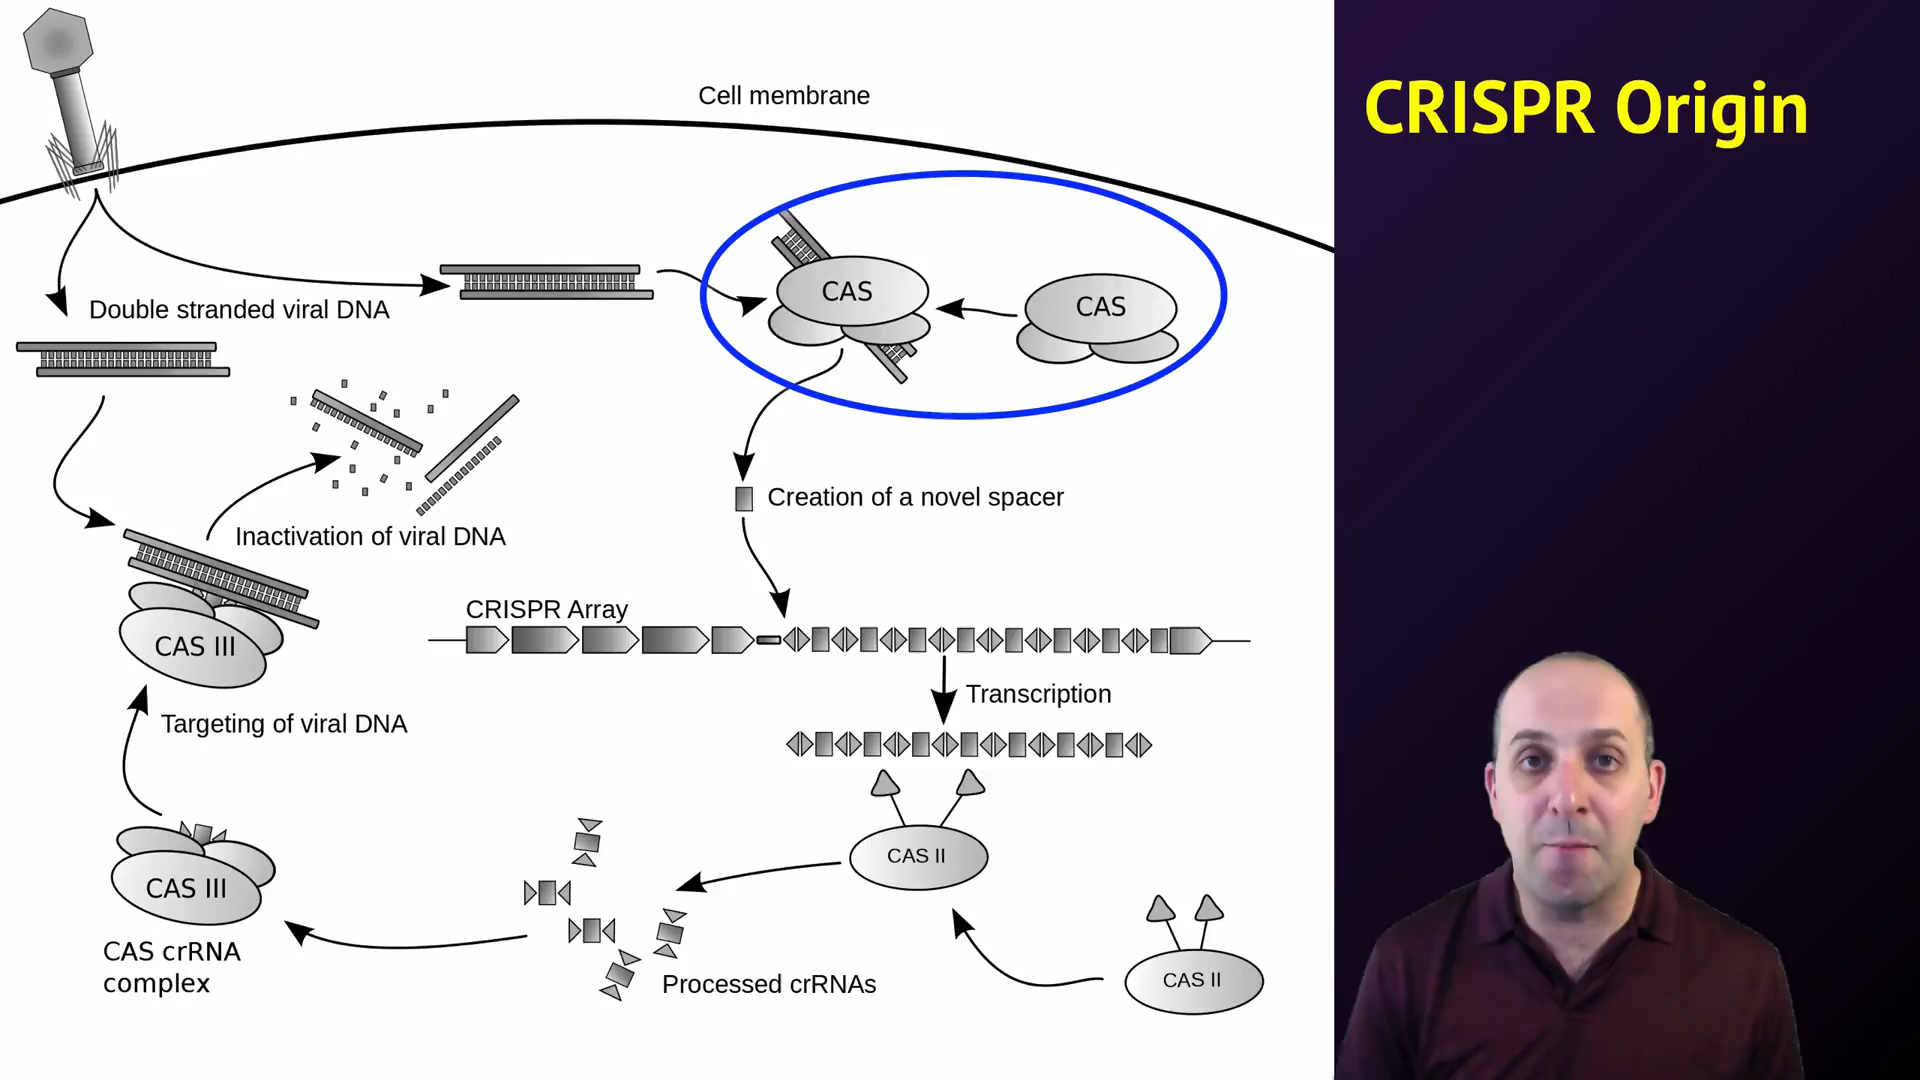 CRISPR Origin
Cell membrane
CAS
CAS
Double stranded viral DNA
Creation of a novel spacer
Inactivation of viral DNA
CRISPR Array
CAS III
Transcription
Targeting of viral DNA
CAS II
CAS III
CAS crRNA
complex
Processed crRNAs
CAS II